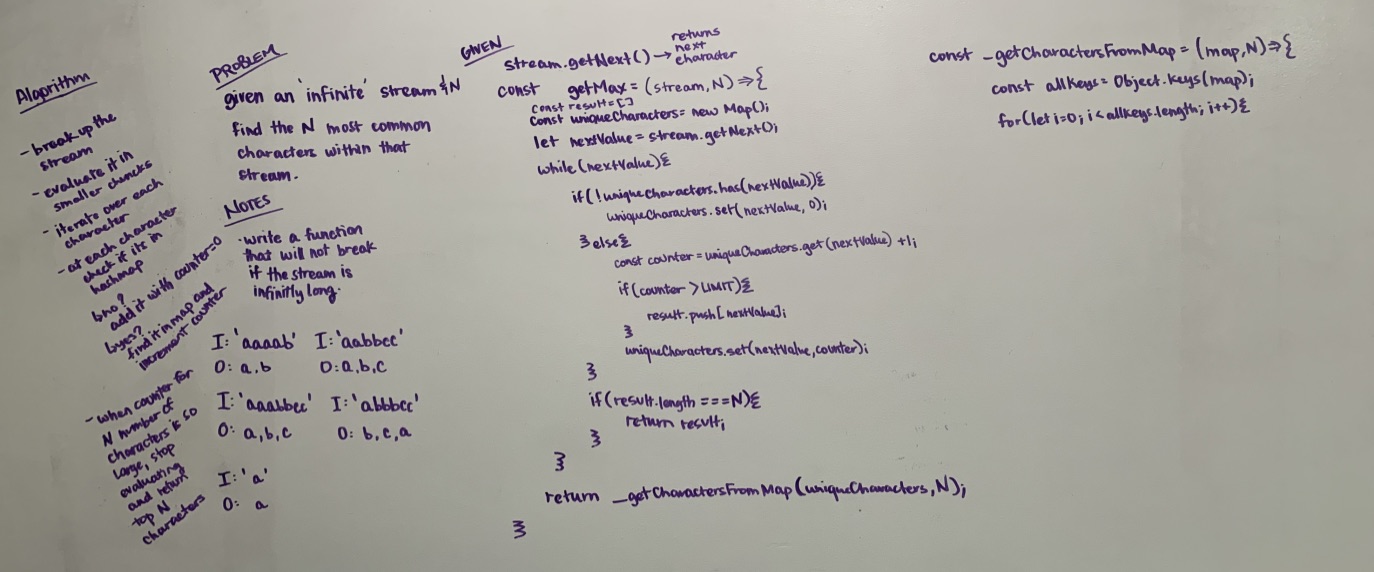 Algorithm
- break up the
stream
- evaluate it in
smaller chuncks
- iterate over each
character
- at each character
check if its in
hashmap
↳no?
add it with counter=0
↳yes?
find it in map and
increment counter
- when counter for
N number of
characters is so
large, stop
evaluating
and return
top N
characters
PROBLEM
given an 'infinite' stream & N
find the N most common
characters within that
stream.
NOTES
· write a function
that will not break
if the stream is
infinitly long.
I: 'aaaab' I: 'aabbcc'
O: a,b O: a,b,c
I: 'aaabbcc' I: 'abbbcc'
O: a,b,c O: b,c,a
I: 'a'
O: a
GIVEN
stream.getNext() → returns
next
character
const getMax = (stream, N) => {
const result = []
const uniqueCharacters = new Map();
let nextValue = stream.getNext();
while (nextValue) {
if (!uniqueCharacters.has(nextValue)) {
uniqueCharacters.set(nextValue, 0);
} else {
const counter = uniqueCharacters.get(nextValue) + 1;
if (counter > LIMIT) {
result.push[nextValue];
}
uniqueCharacters.set(nextValue, counter);
}
if (result.length === N) {
return result;
}
}
return _getCharactersFromMap(uniqueCharacters, N);
}
const _getCharactersFromMap = (map, N) => {
const allKeys = Object.keys(map);
for (let i=0; i < allkeys.length; i++) {